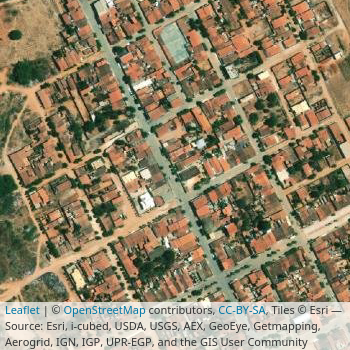 Leaflet | © OpenStreetMap contributors, CC-BY-SA, Tiles © Esri —
Source: Esri, i-cubed, USDA, USGS, AEX, GeoEye, Getmapping,
Aerogrid, IGN, IGP, UPR-EGP, and the GIS User Community